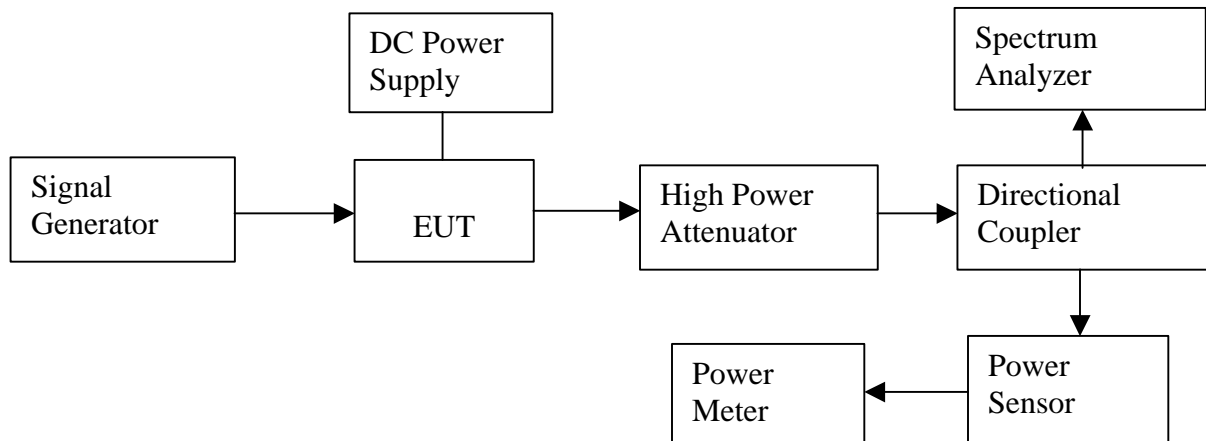 DC Power
Supply
Spectrum
Analyzer
Signal
Generator
EUT
High Power
Attenuator
Directional
Coupler
Power
Meter
Power
Sensor